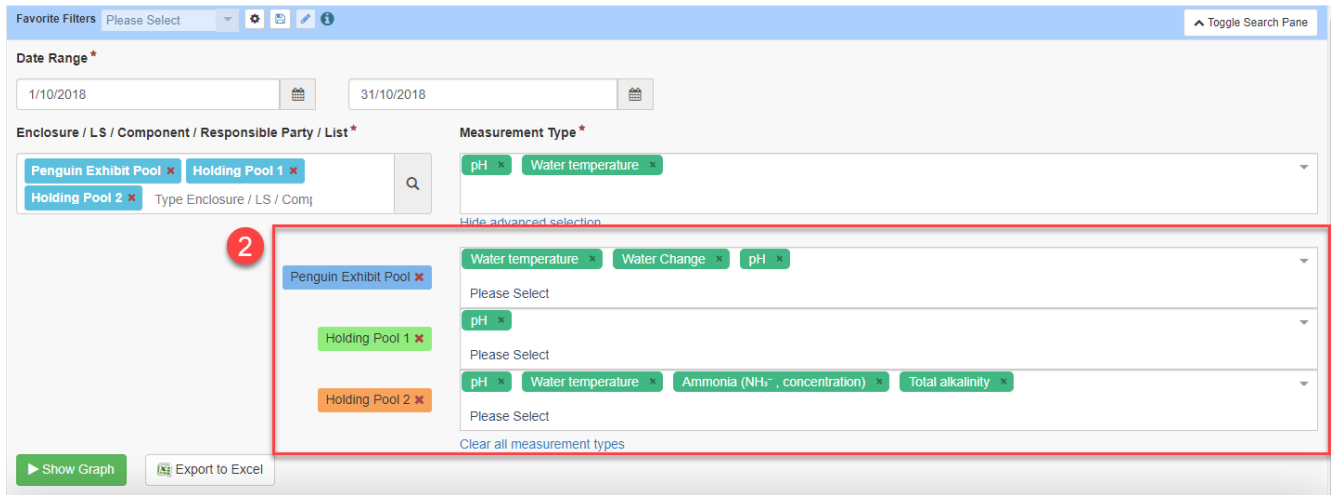 Favorite Filters Please Select Toggle Search Pane
Date Range *
1/10/2018 31/10/2018
Enclosure / LS / Component / Responsible Party / List * Measurement Type *
Penguin Exhibit Pool × Holding Pool 1 × pH × Water temperature ×
Holding Pool 2 × Type Enclosure / LS / Comp
Hide advanced selection
2 Water temperature × Water Change × pH ×
Penguin Exhibit Pool ×
Please Select
pH ×
Holding Pool 1 ×
Please Select
pH × Water temperature × Ammonia (NH₃⁻ , concentration) × Total alkalinity ×
Holding Pool 2 ×
Please Select
Clear all measurement types
Show Graph Export to Excel